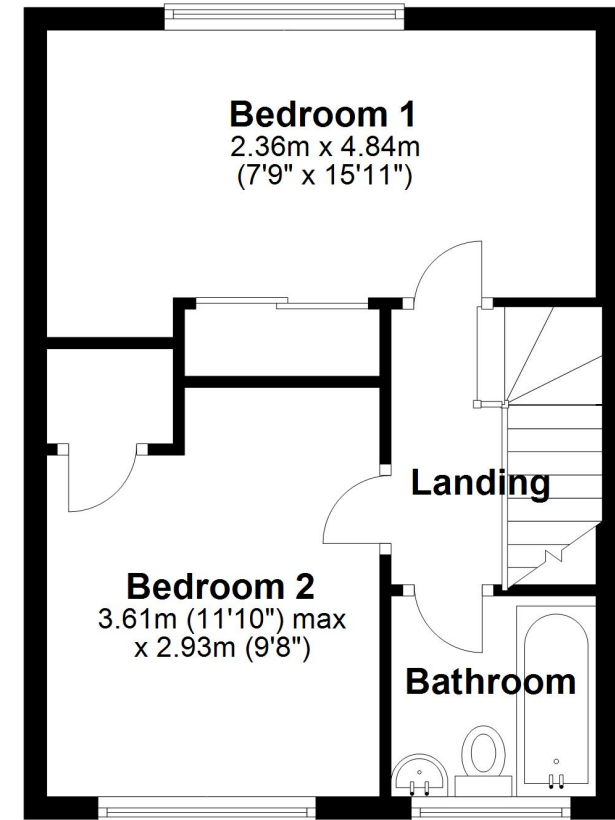 Bedroom 1
2.36m x 4.84m
(7'9" x 15'11")
Landing
Bedroom 2
3.61m (11'10") max
x 2.93m (9'8")
Bathroom